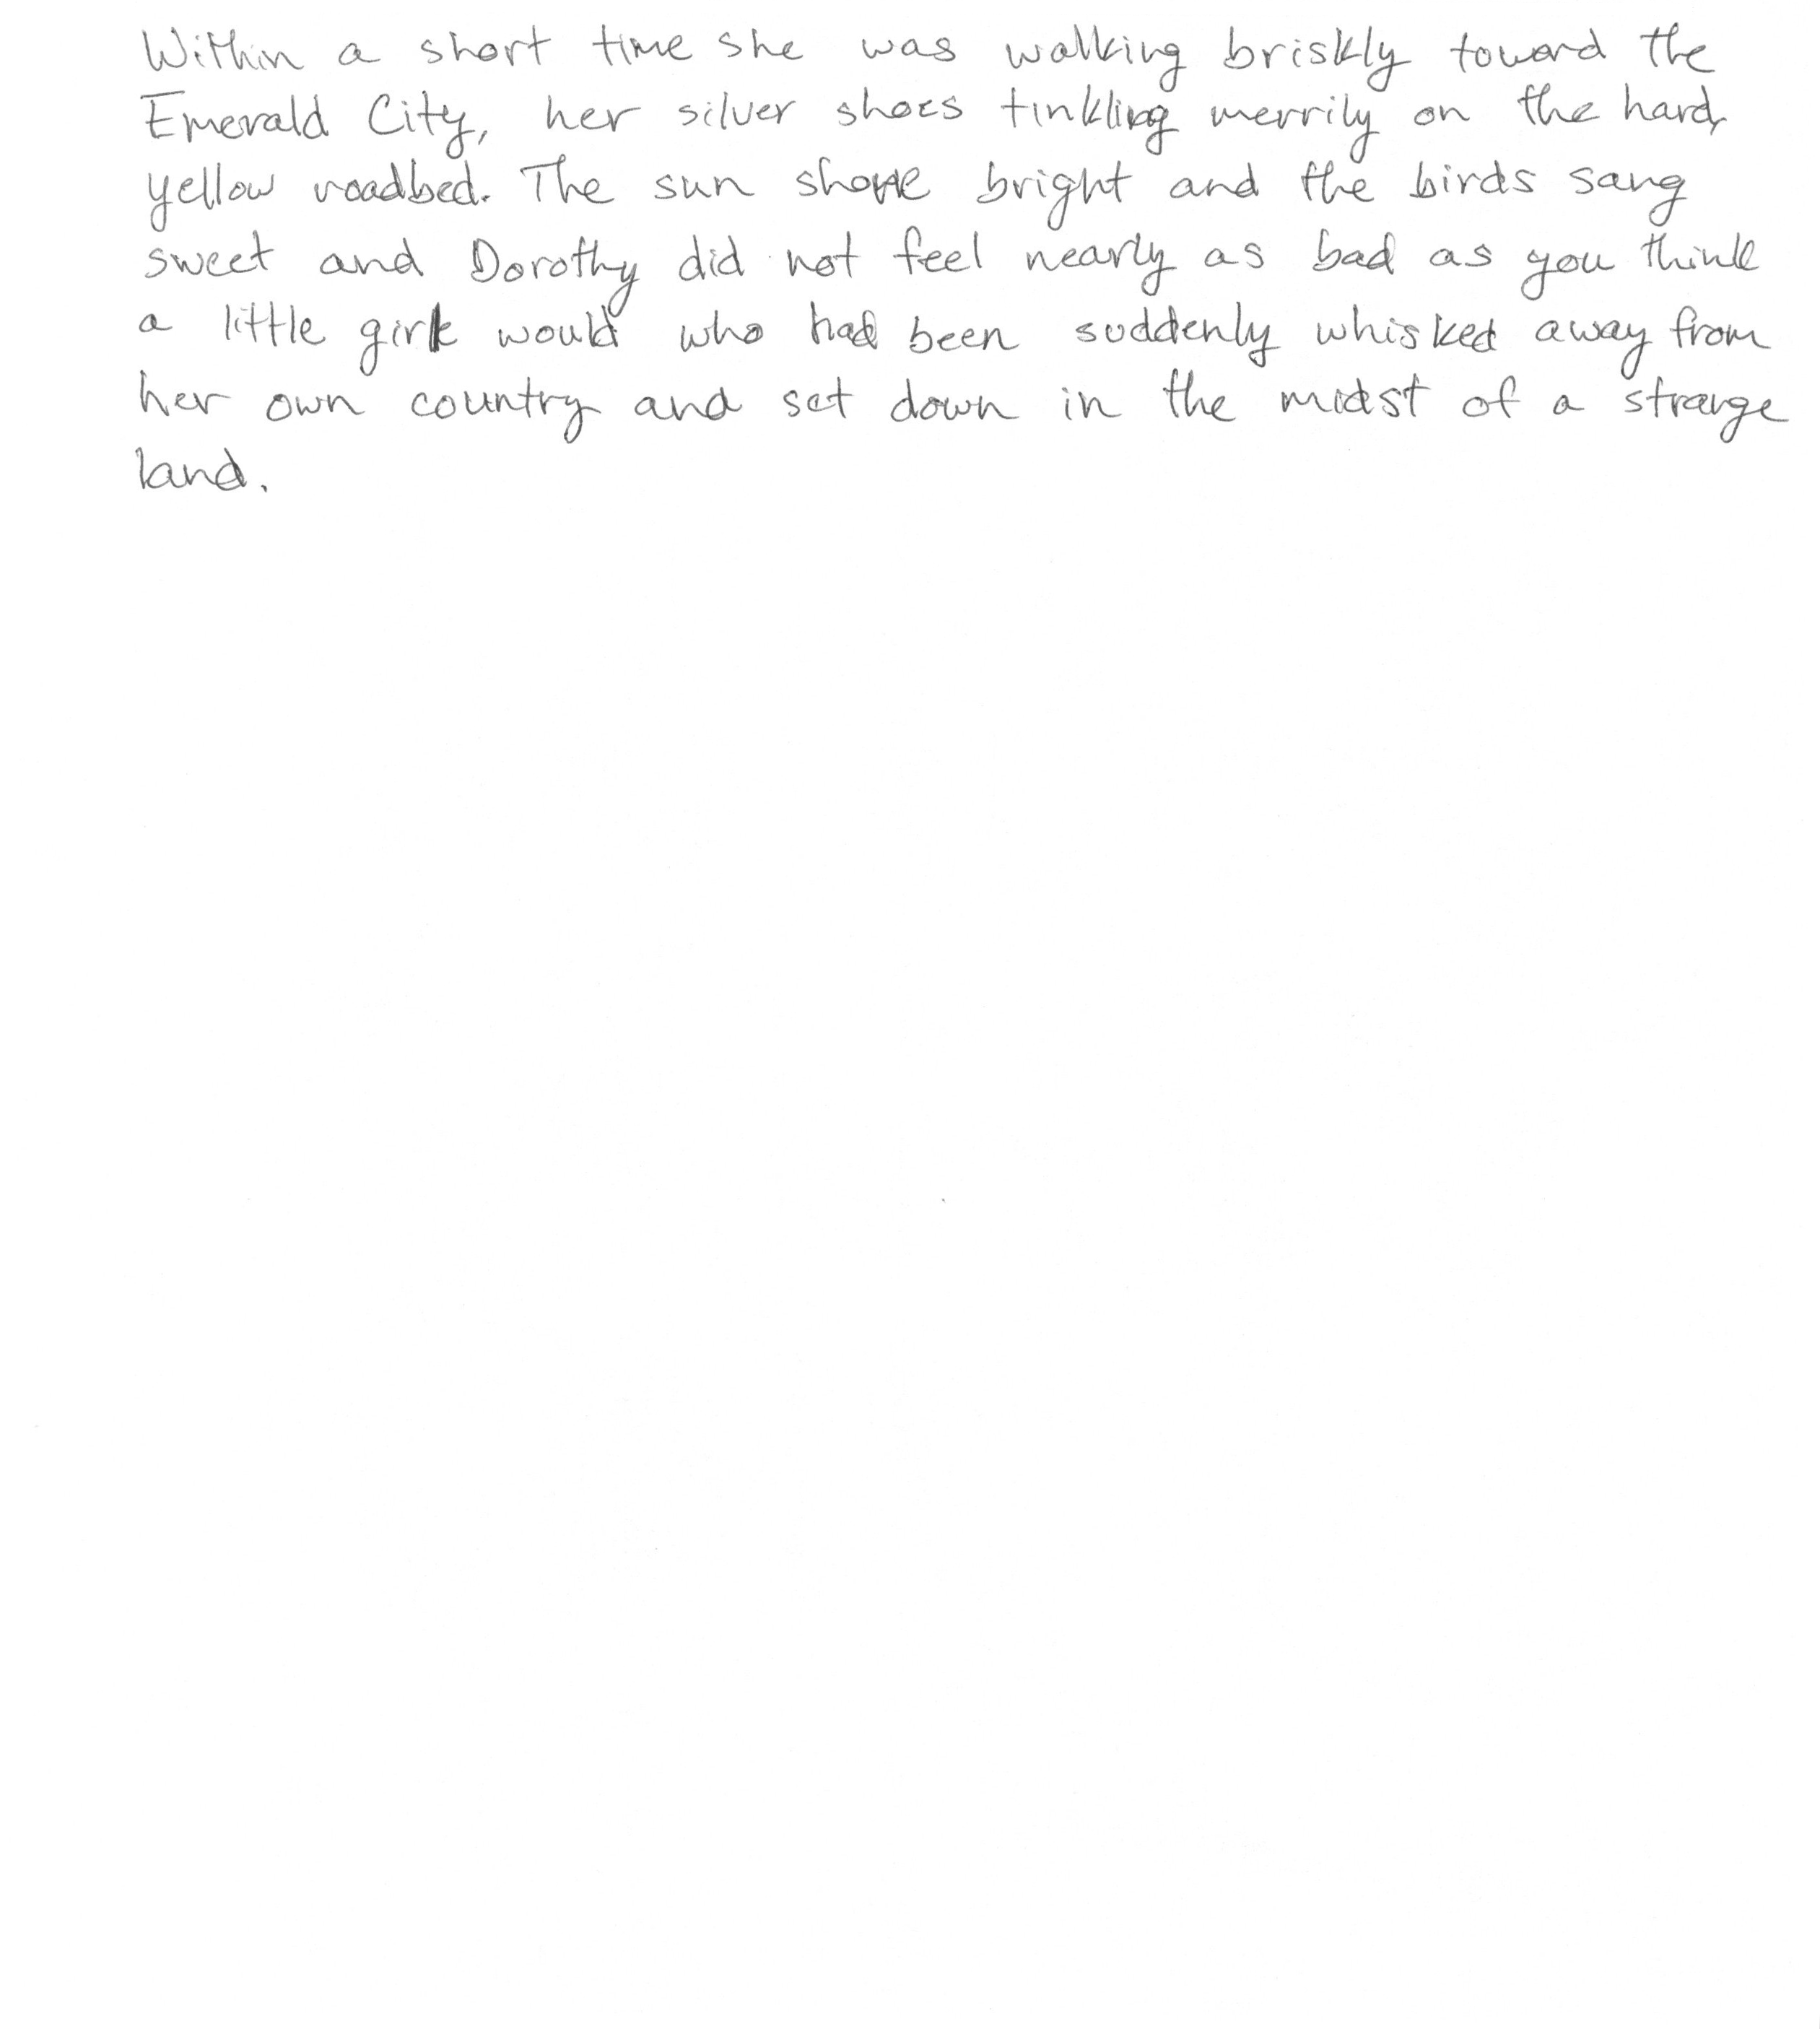 Within a short time she was walking briskly toward the
Emerald City, her silver shoes tinkling merrily on the hard,
yellow roadbed. The sun shone bright and the birds sang
sweet and Dorothy did not feel nearly as bad as you think
a little girl would who had been suddenly whisked away from
her own country and set down in the midst of a strange
land.